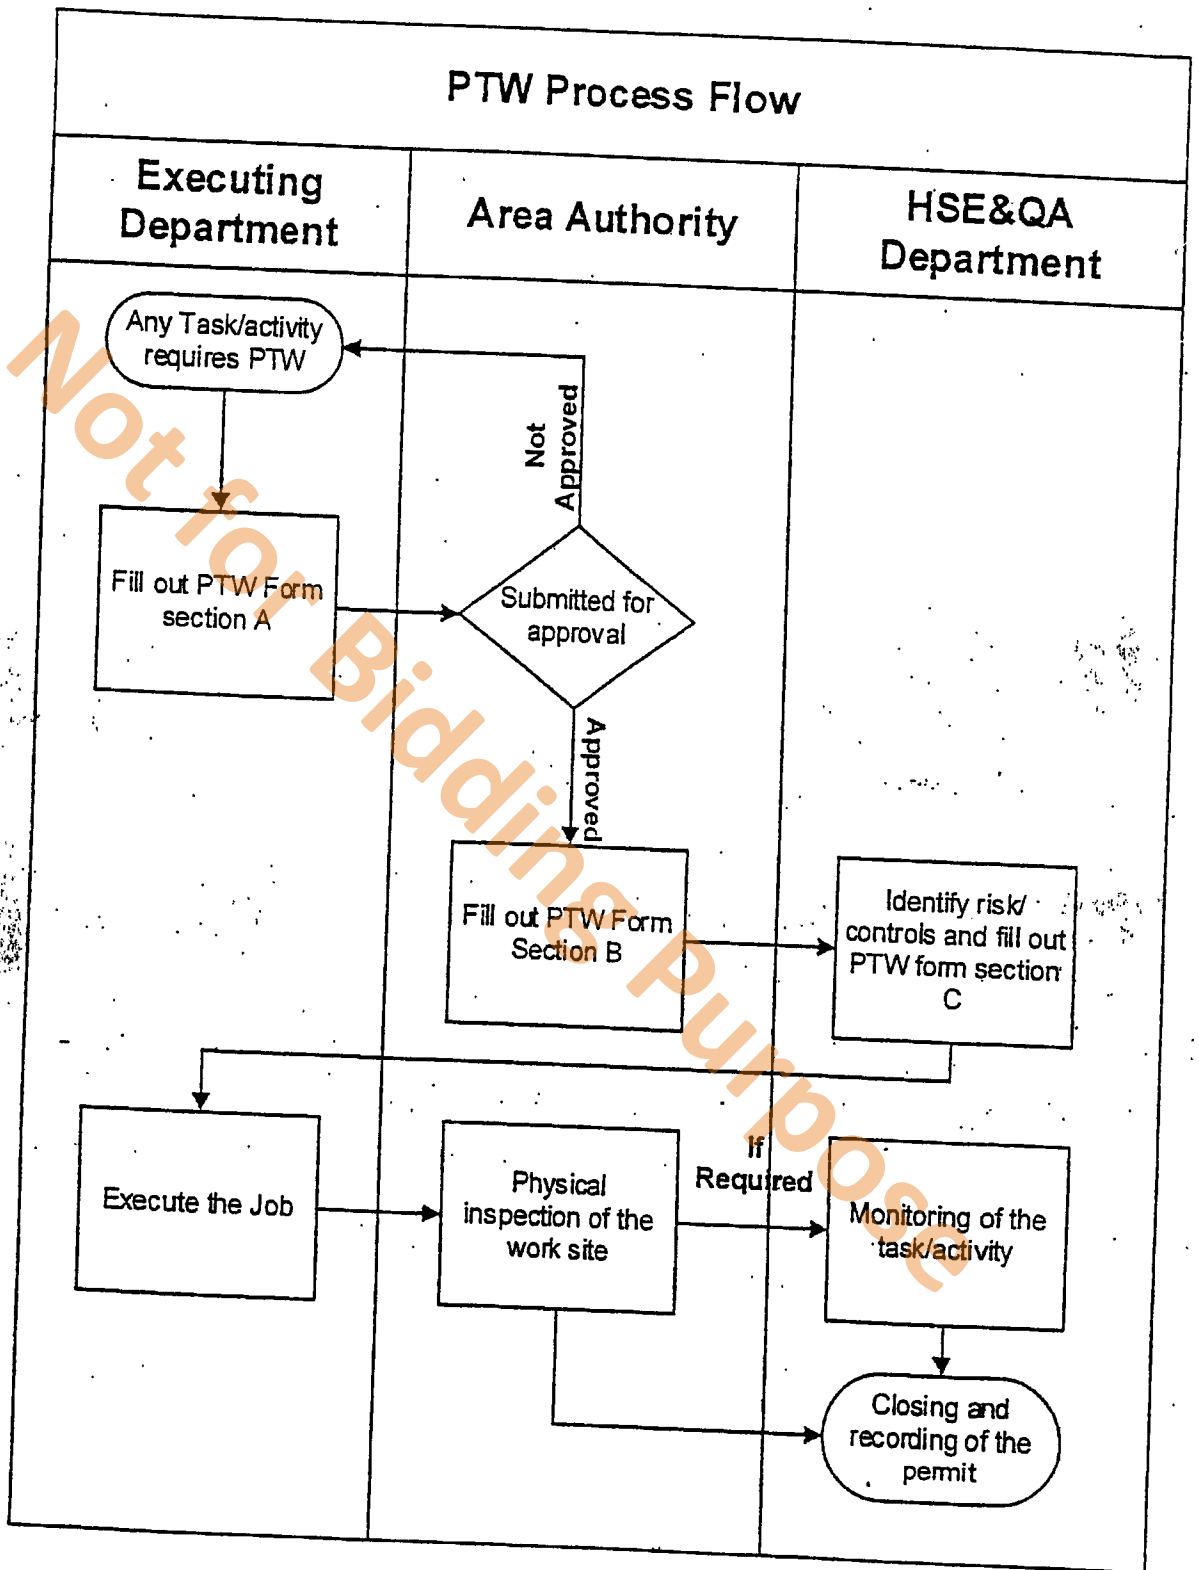 PTW Process Flow
Executing
Department
Area Authority
HSE&QA
Department
Any Task/activity
requires PTW
Not
Approved
Fill out PTW Form
section A
Submitted for
approval
Approved
Fill out PTW Form
Section B
Identify risk/
controls and fill out
PTW form section
C
Execute the Job
Physical
inspection of the
work site
If
Required
Monitoring of the
task/activity
Closing and
recording of the
permit
Not for Bidding Purpose